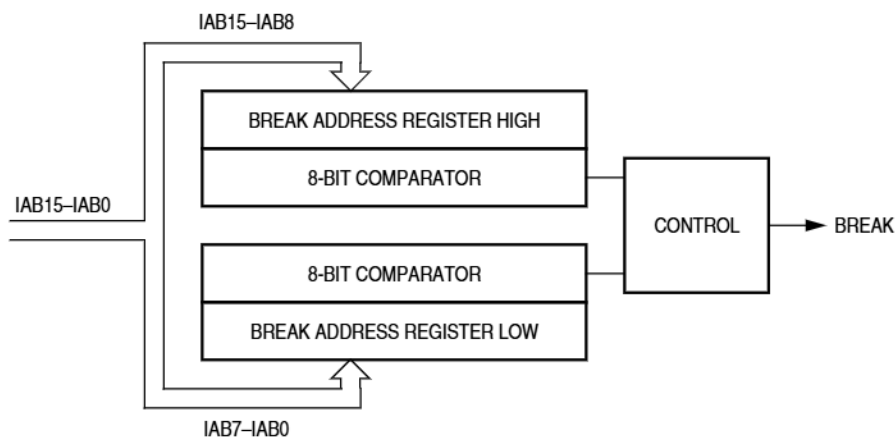 IAB15–IAB8
BREAK ADDRESS REGISTER HIGH
8-BIT COMPARATOR
IAB15–IAB0
CONTROL
BREAK
8-BIT COMPARATOR
BREAK ADDRESS REGISTER LOW
IAB7–IAB0